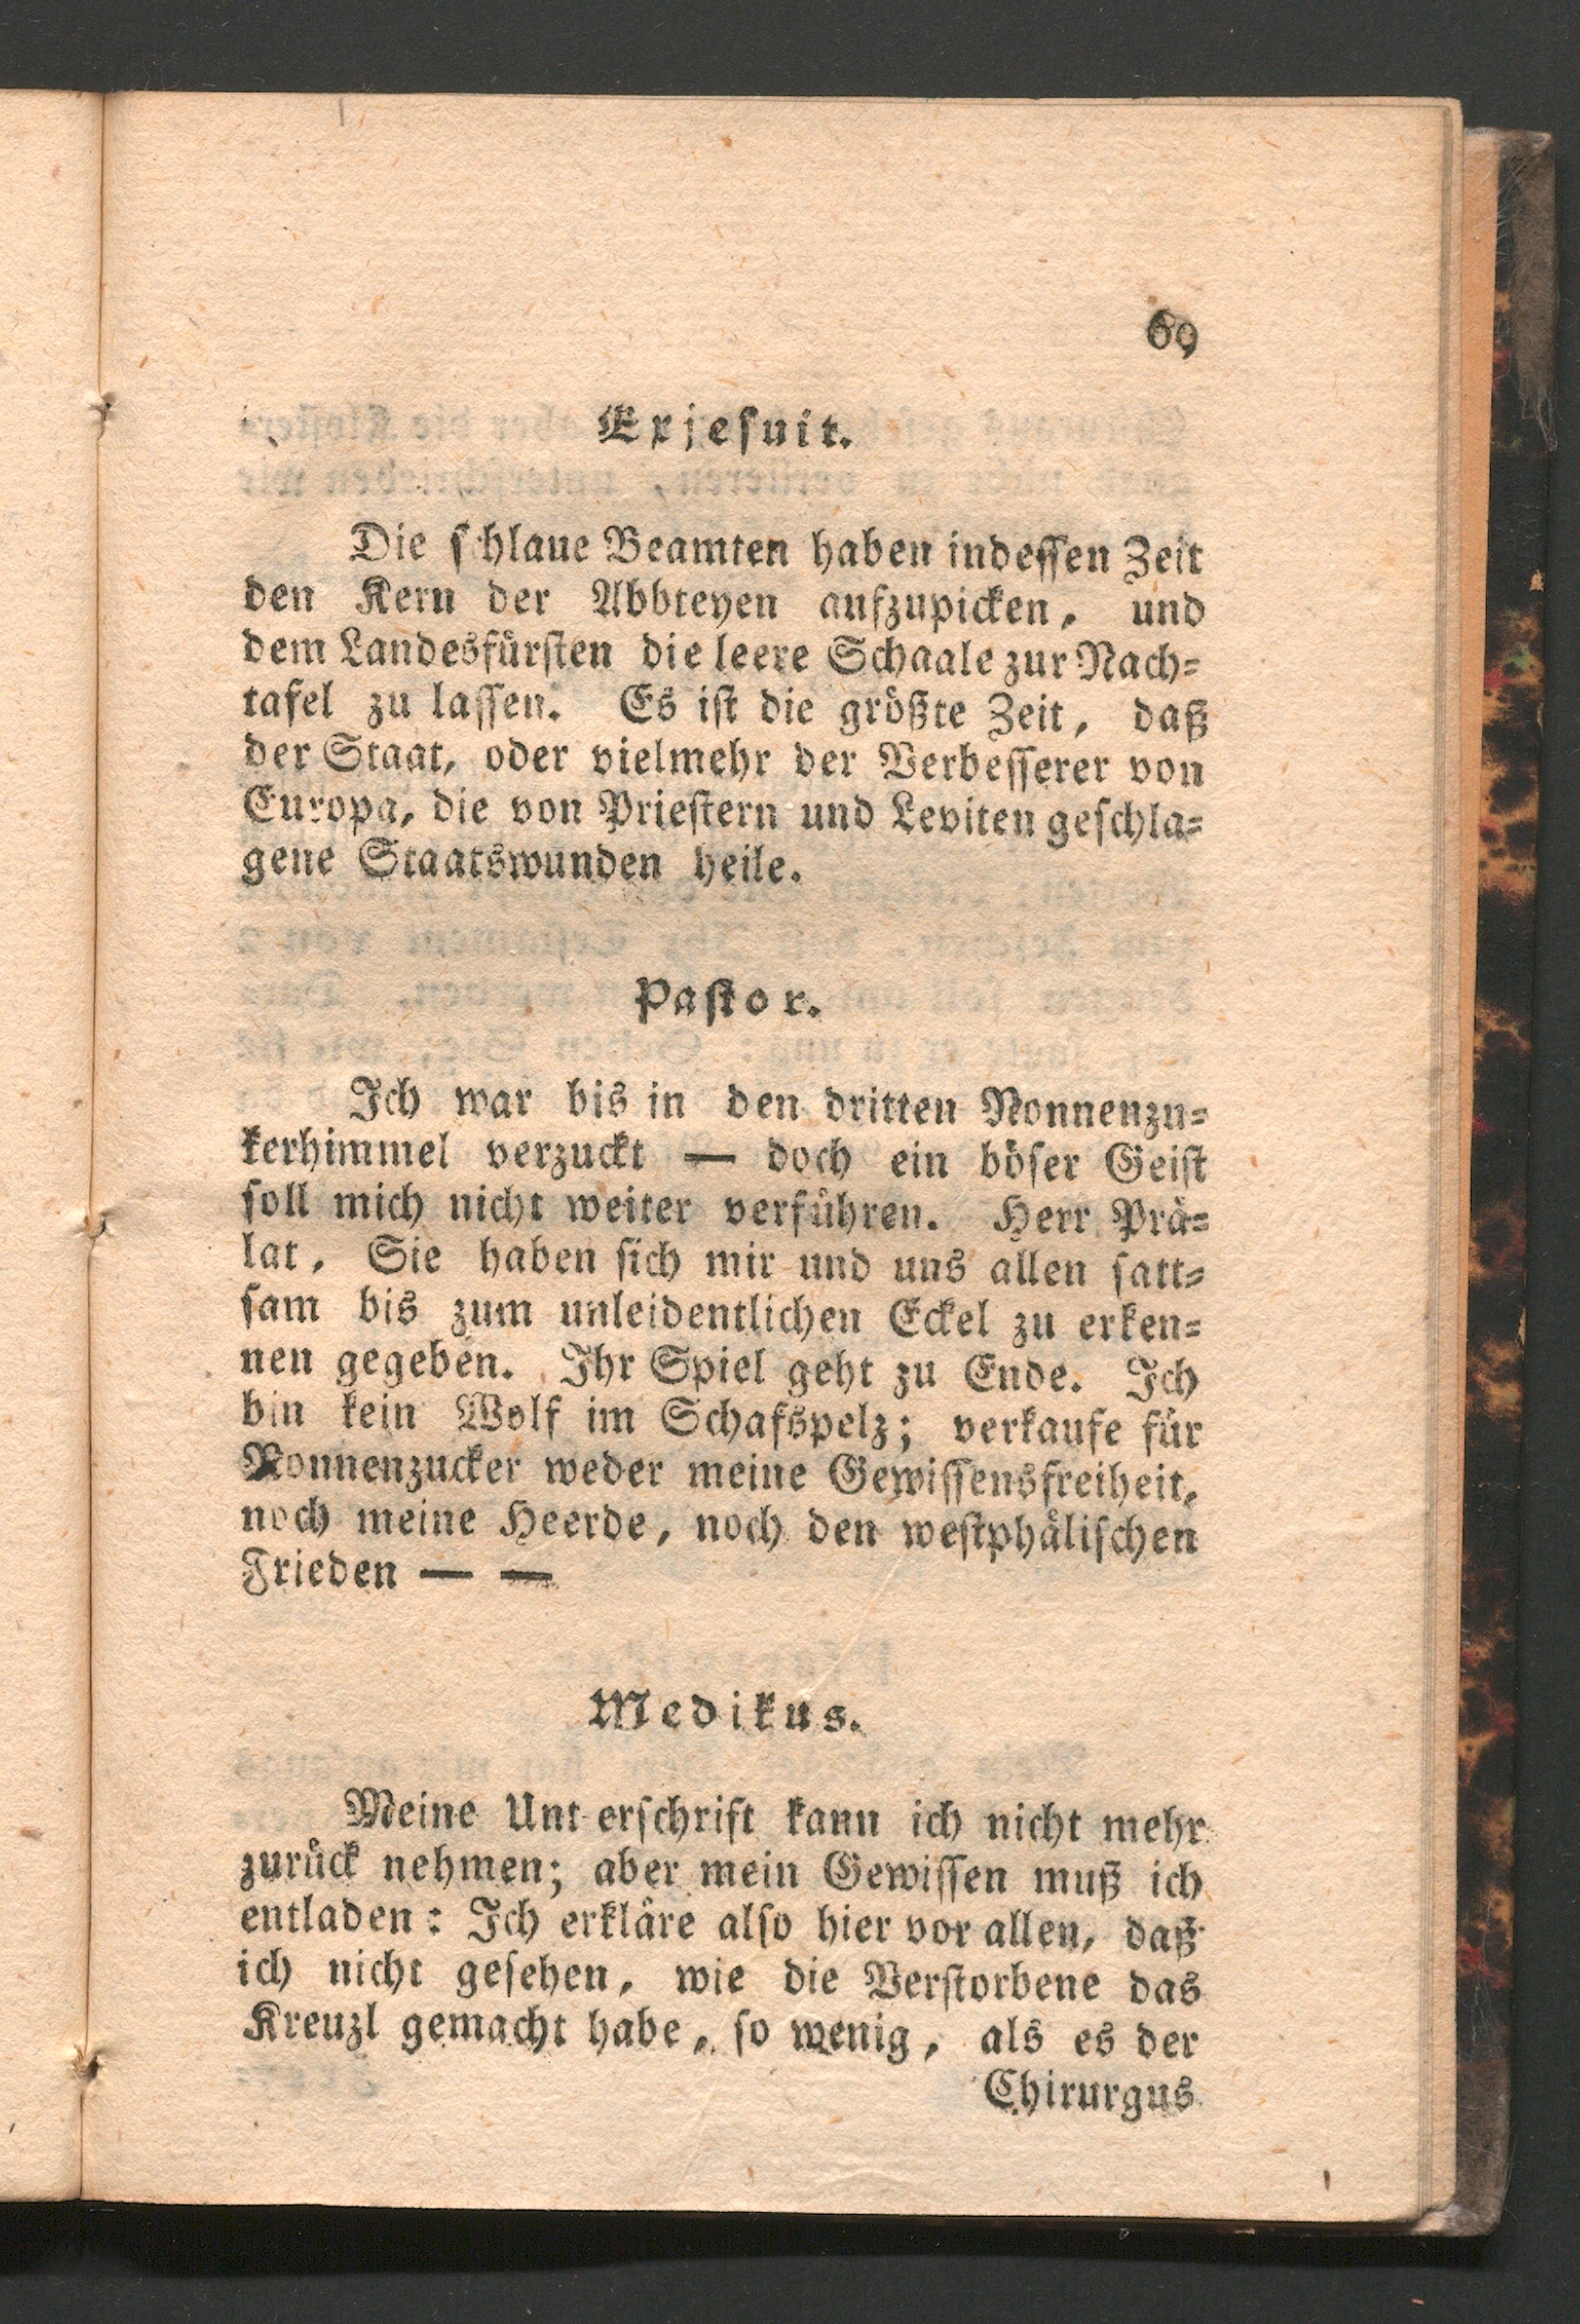 69
Exjesuit.
Die schlaue Beamten haben indessen Zeit
den Kern der Abbteyen aufzupicken, und
dem Landesfürsten die leere Schaale zur Nach-
tafel zu lassen. Es ist die größte Zeit, daß
der Staat, oder vielmehr der Verbesserer von
Europa, die von Priestern und Leviten geschla-
gene Staatswunden heile.
Pastor.
Ich war bis in den dritten Nonnenzu-
kerhimmel verzuckt — doch ein böser Geist
soll mich nicht weiter verführen. Herr Prä-
lat, Sie haben sich mir und uns allen satt-
sam bis zum unleidentlichen Eckel zu erken-
nen gegeben. Ihr Spiel geht zu Ende. Ich
bin kein Wolf im Schafspelz; verkaufe für
Nonnenzucker weder meine Gewissensfreiheit,
noch meine Heerde, noch den westphälischen
Frieden — —
Medikus.
Meine Unterschrift kann ich nicht mehr
zurück nehmen; aber mein Gewissen muß ich
entladen: Ich erkläre also hier vor allen, daß
ich nicht gesehen, wie die Verstorbene das
Kreuzl gemacht habe, so wenig, als es der
Chirurgus